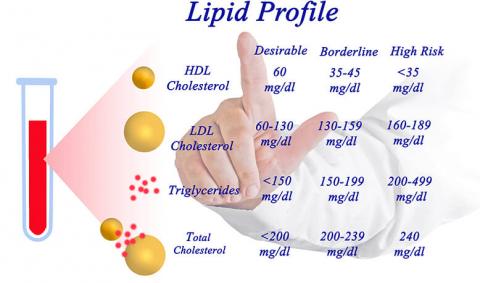 Lipid Profile
Desirable Borderline High Risk
HDL Cholesterol 60 mg/dl 35-45 mg/dl <35 mg/dl
LDL Cholesterol 60-130 mg/dl 130-159 mg/dl 160-189 mg/dl
Triglycerides <150 mg/dl 150-199 mg/dl 200-499 mg/dl
Total Cholesterol <200 mg/dl 200-239 mg/dl 240 mg/dl